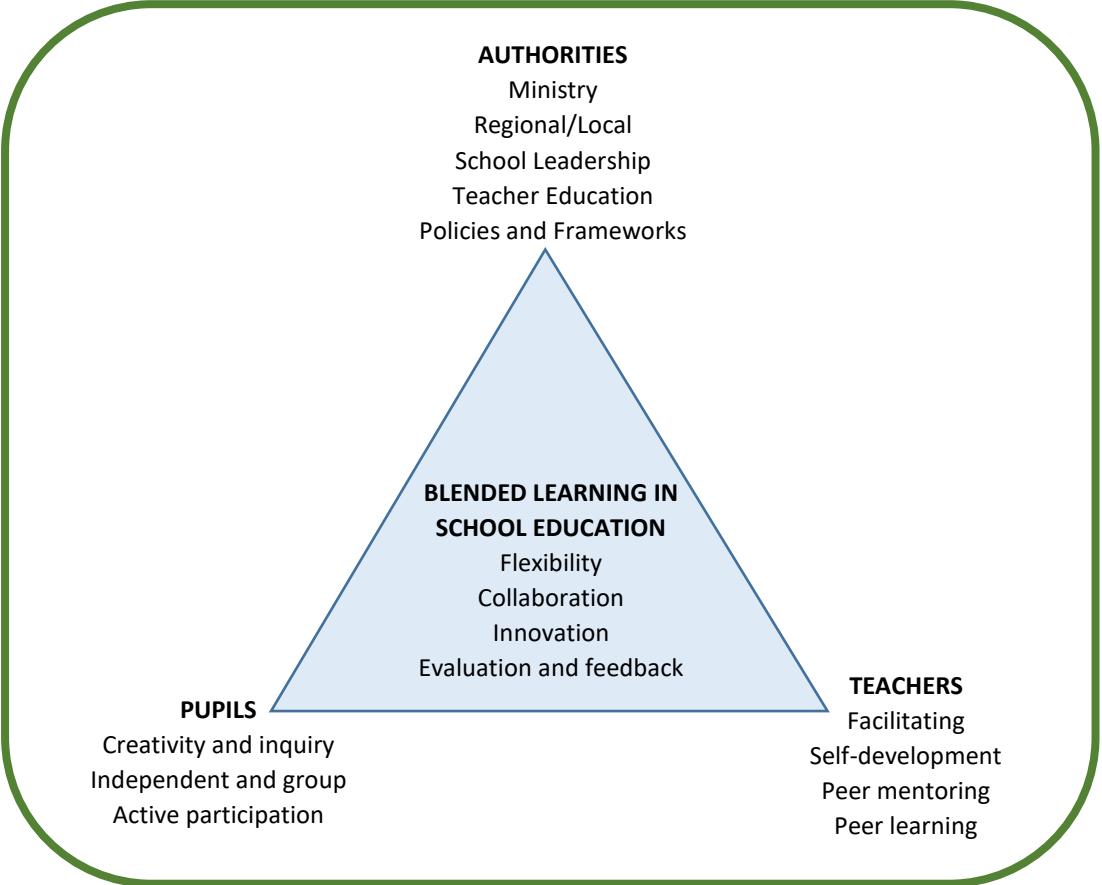 AUTHORITIES
Ministry
Regional/Local
School Leadership
Teacher Education
Policies and Frameworks
BLENDED LEARNING IN
SCHOOL EDUCATION
Flexibility
Collaboration
Innovation
Evaluation and feedback
PUPILS
Creativity and inquiry
Independent and group
Active participation
TEACHERS
Facilitating
Self-development
Peer mentoring
Peer learning